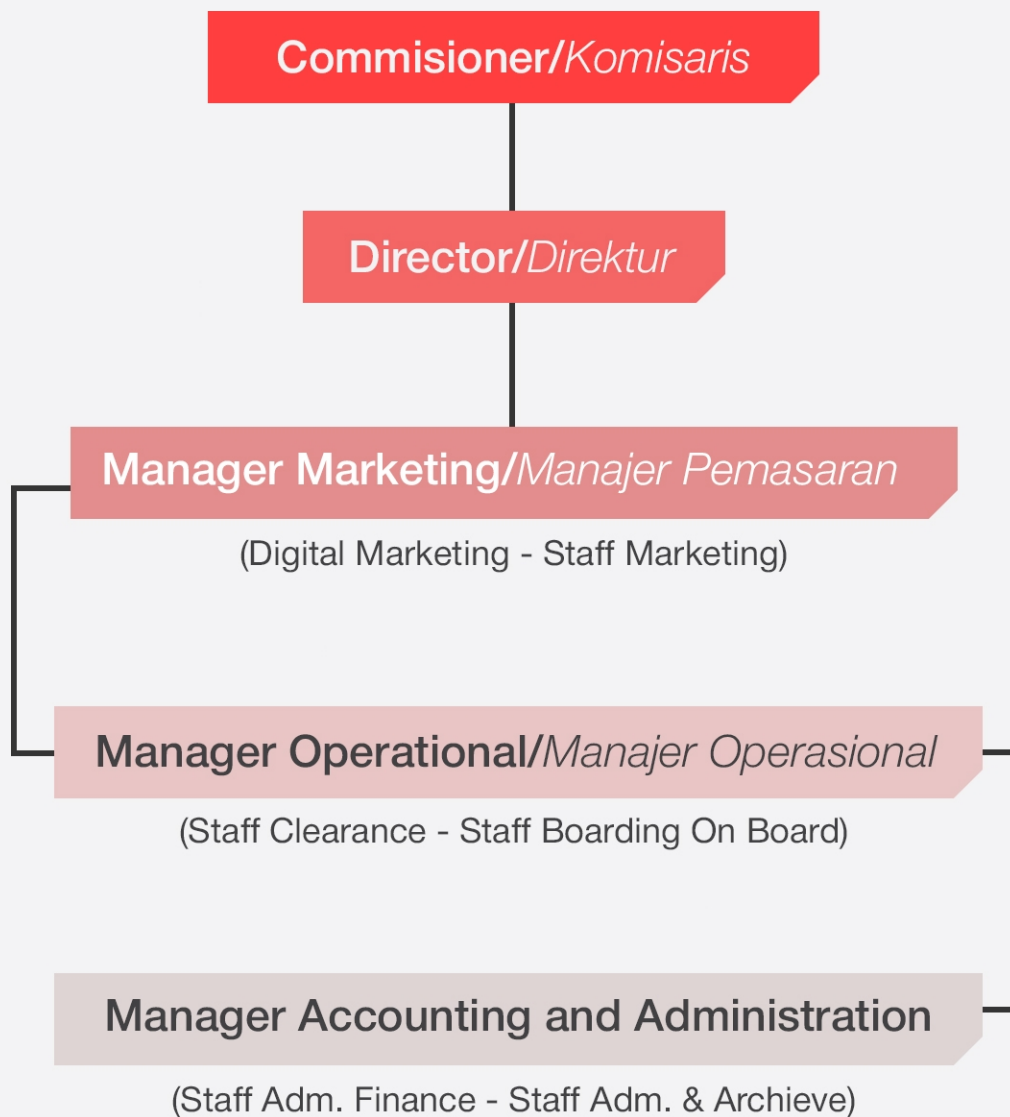 Commisioner/Komisaris
Director/Direktur
Manager Marketing/Manajer Pemasaran
(Digital Marketing - Staff Marketing)
Manager Operational/Manajer Operasional
(Staff Clearance - Staff Boarding On Board)
Manager Accounting and Administration
(Staff Adm. Finance - Staff Adm. & Archieve)